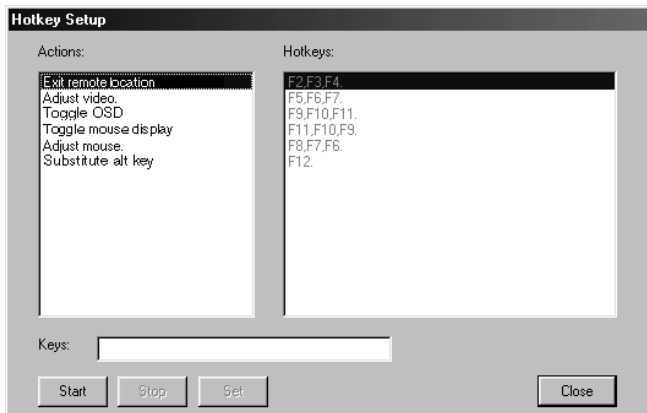 Hotkey Setup
Actions:
Hotkeys:
Exit remote location
F2,F3,F4.
Adjust video.
F5,F6,F7.
Toggle OSD
F9,F10,F11.
Toggle mouse display
F11,F10,F9.
Adjust mouse.
F8,F7,F6.
Substitute alt key
F12.
Keys:
Start
Stop
Set
Close